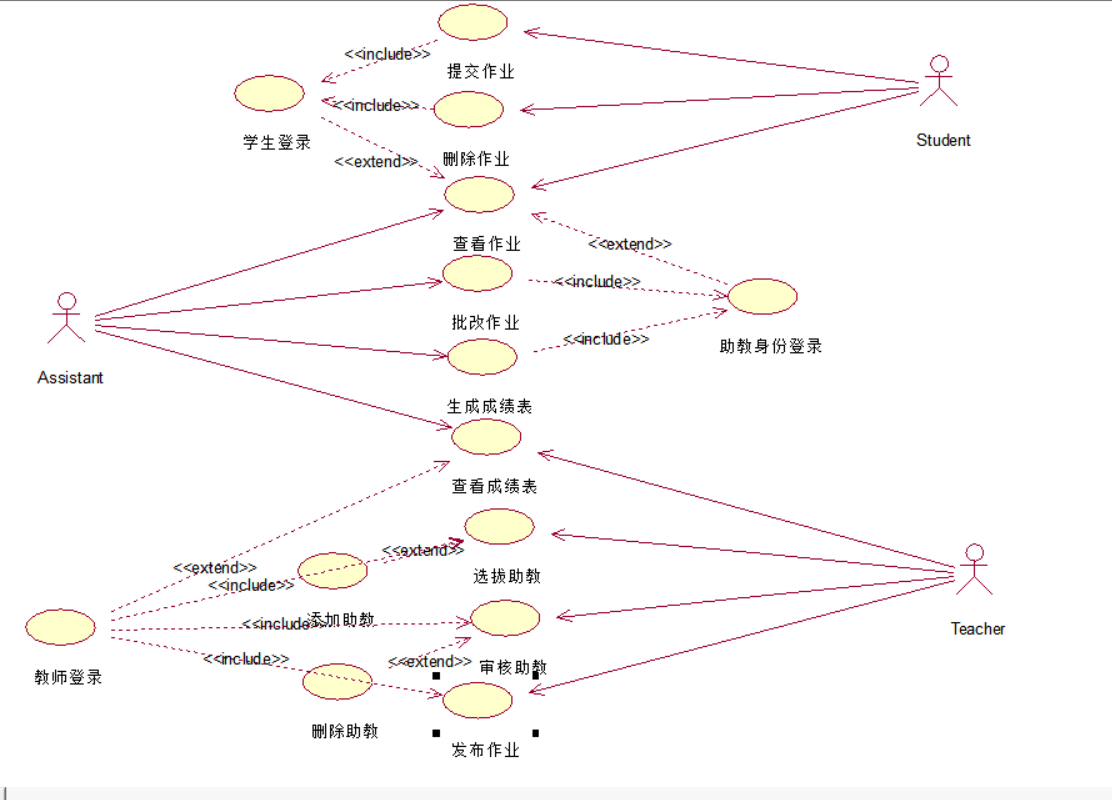 <<include>>
提交作业
<<include>>
学生登录
Student
<<extend>>
删除作业
查看作业
<<extend>>
<<include>>
批改作业
<<include>>
助教身份登录
Assistant
生成成绩表
查看成绩表
<<extend>>
<<extend>>
<<include>>
选拔助教
添加助教
<<include>>
Teacher
<<include>>
<<extend>>
审核助教
教师登录
删除助教
发布作业